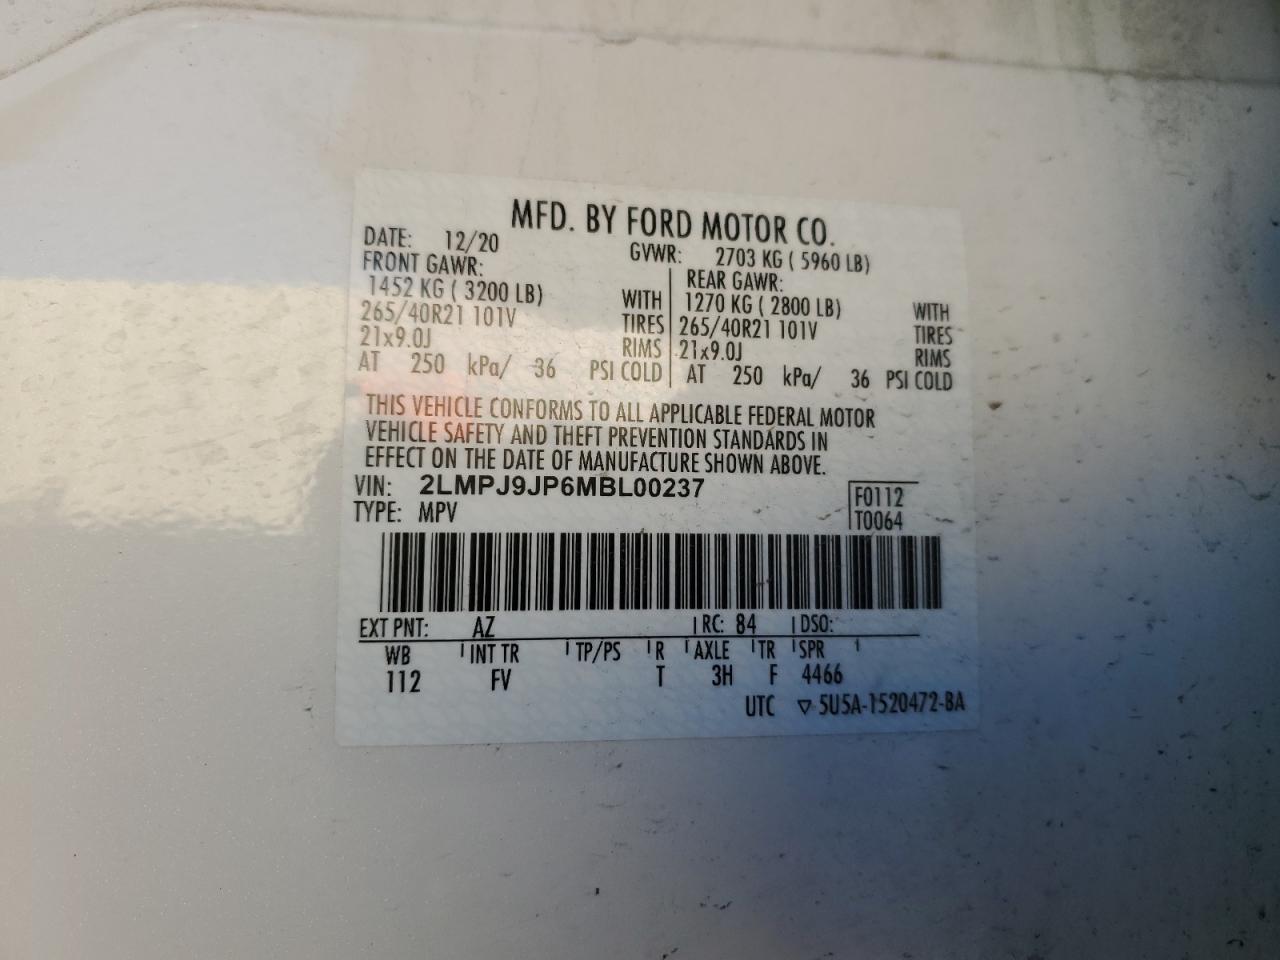 MFD. BY FORD MOTOR CO.
DATE: 12/20 GVWR: 2703 KG ( 5960 LB)
FRONT GAWR: REAR GAWR:
1452 KG ( 3200 LB) WITH 1270 KG ( 2800 LB) WITH
265/40R21 101V TIRES 265/40R21 101V TIRES
21x9.0J RIMS 21x9.0J RIMS
AT 250 kPa/ 36 PSI COLD AT 250 kPa/ 36 PSI COLD
THIS VEHICLE CONFORMS TO ALL APPLICABLE FEDERAL MOTOR
VEHICLE SAFETY AND THEFT PREVENTION STANDARDS IN
EFFECT ON THE DATE OF MANUFACTURE SHOWN ABOVE.
VIN: 2LMPJ9JP6MBL00237 F0112
TYPE: MPV T0064
EXT PNT: AZ RC: 84 DSO:
WB INT TR TP/PS R AXLE TR SPR
112 FV T 3H F 4466
UTC ▽ 5U5A-1520472-BA